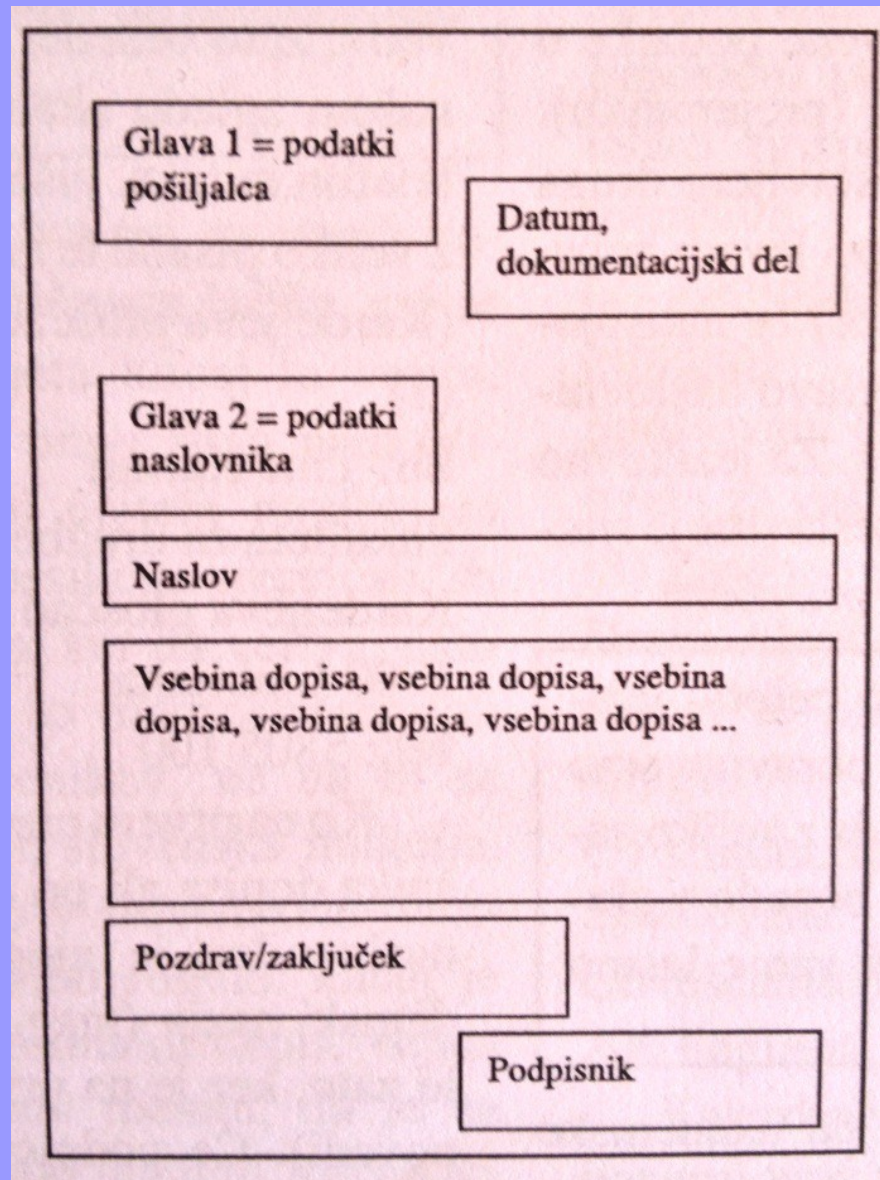 Glava 1 = podatki
pošiljalca
Datum,
dokumentacijski del
Glava 2 = podatki
naslovnika
Naslov
Vsebina dopisa, vsebina dopisa, vsebina
dopisa, vsebina dopisa, vsebina dopisa ...
Pozdrav/zaključek
Podpisnik